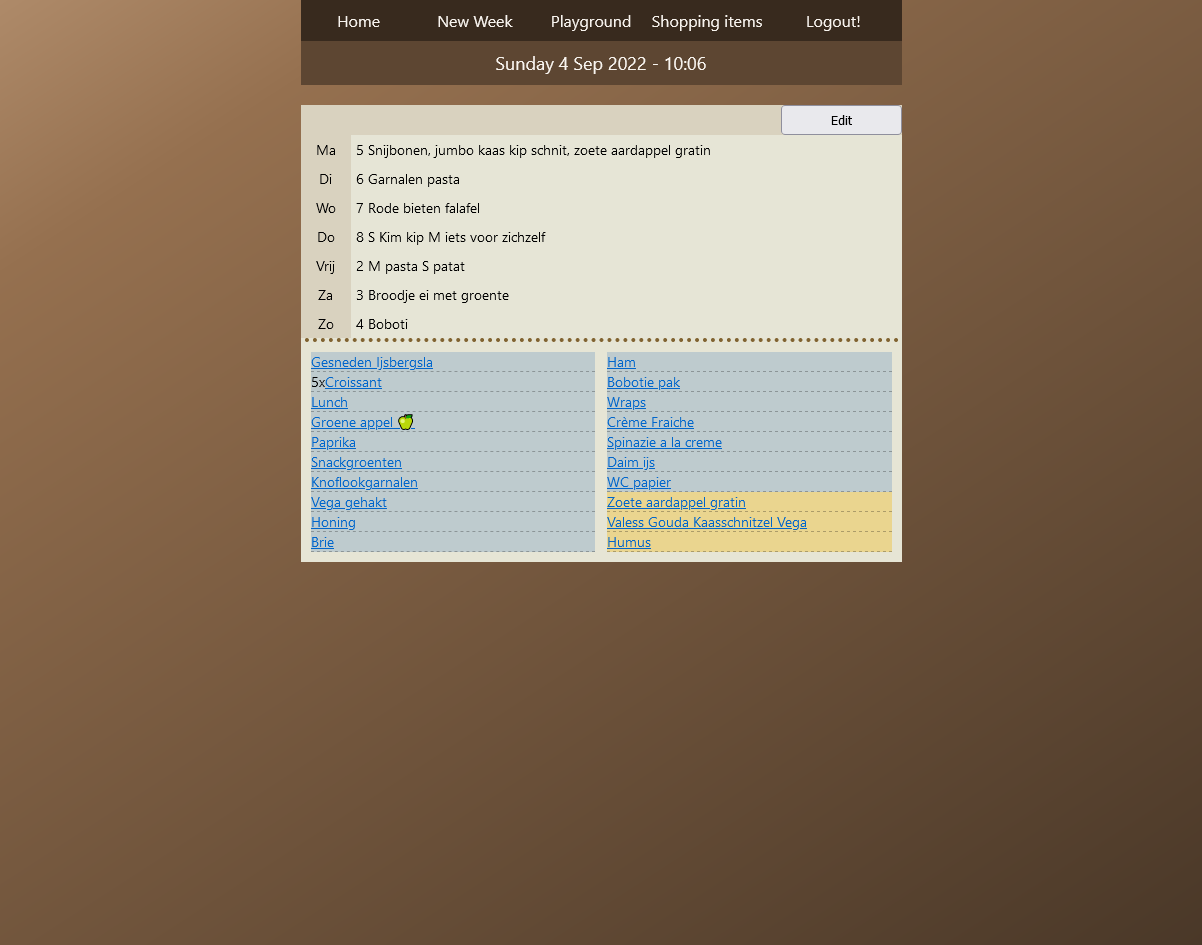 Home New Week Playground Shopping items Logout!
Sunday 4 Sep 2022 - 10:06
Edit
Ma 5 Snijbonen, jumbo kaas kip schnit, zoete aardappel gratin
Di 6 Garnalen pasta
Wo 7 Rode bieten falafel
Do 8 S Kim kip M iets voor zichzelf
Vrij 2 M pasta S patat
Za 3 Broodje ei met groente
Zo 4 Boboti
Gesneden Ijsbergsla
5xCroissant
Lunch
Groene appel 🍏
Paprika
Snackgroenten
Knoflookgarnalen
Vega gehakt
Honing
Brie
Ham
Bobotie pak
Wraps
Crème Fraiche
Spinazie a la creme
Daim ijs
WC papier
Zoete aardappel gratin
Valess Gouda Kaasschnitzel Vega
Humus